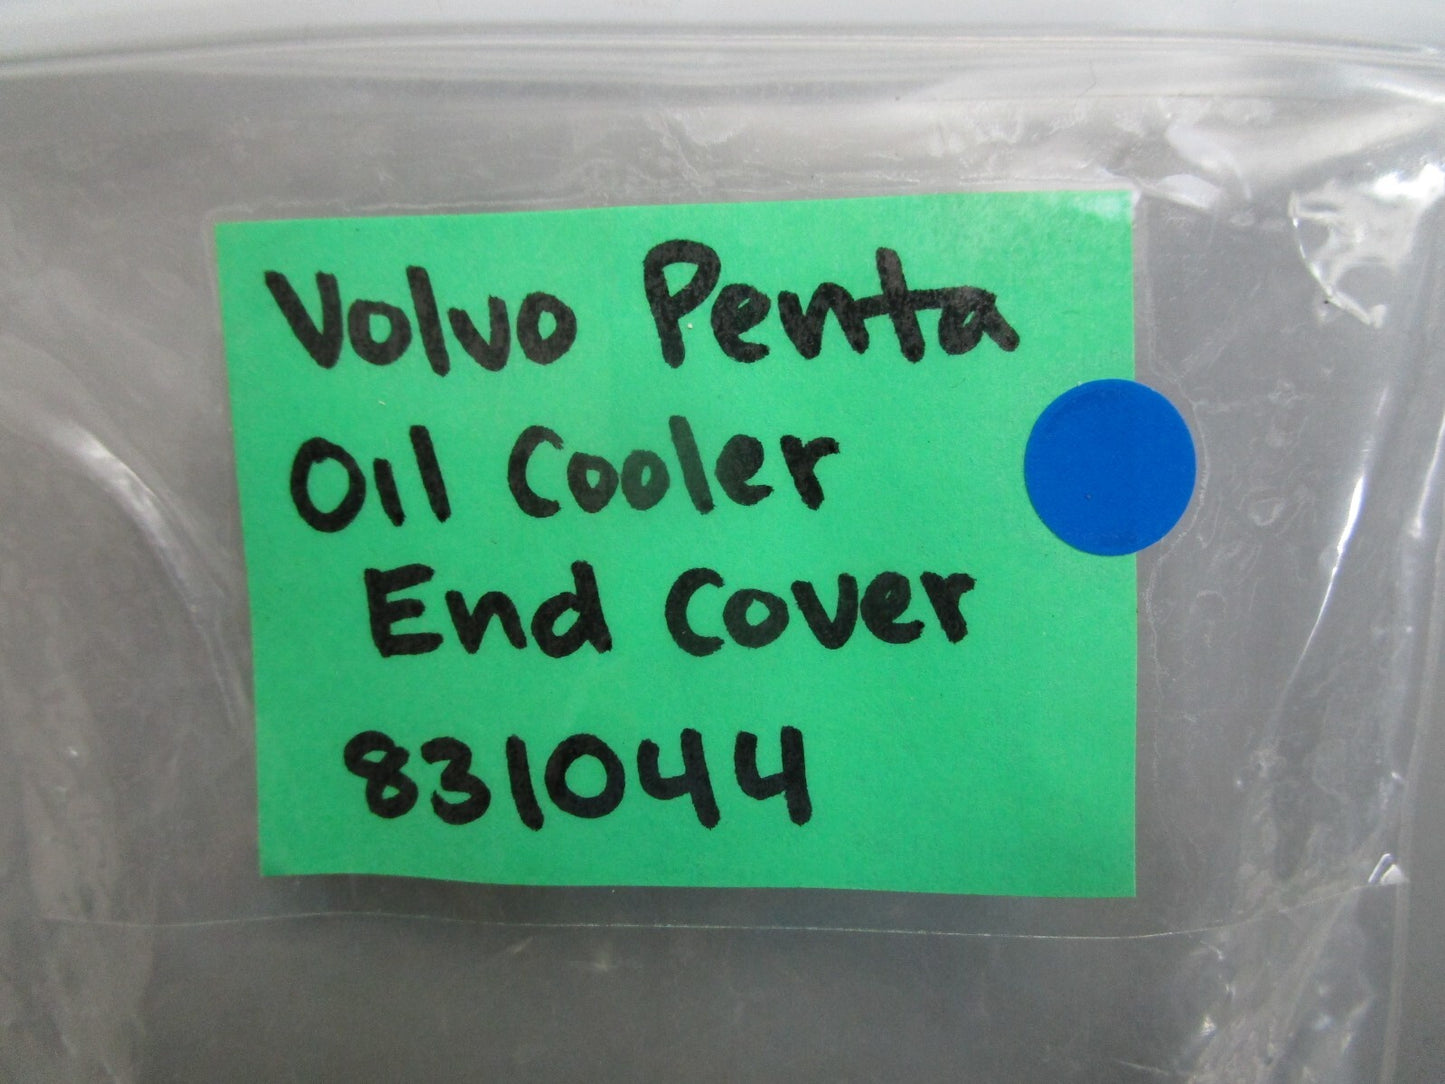 Volvo Penta
Oil Cooler
End Cover
831044